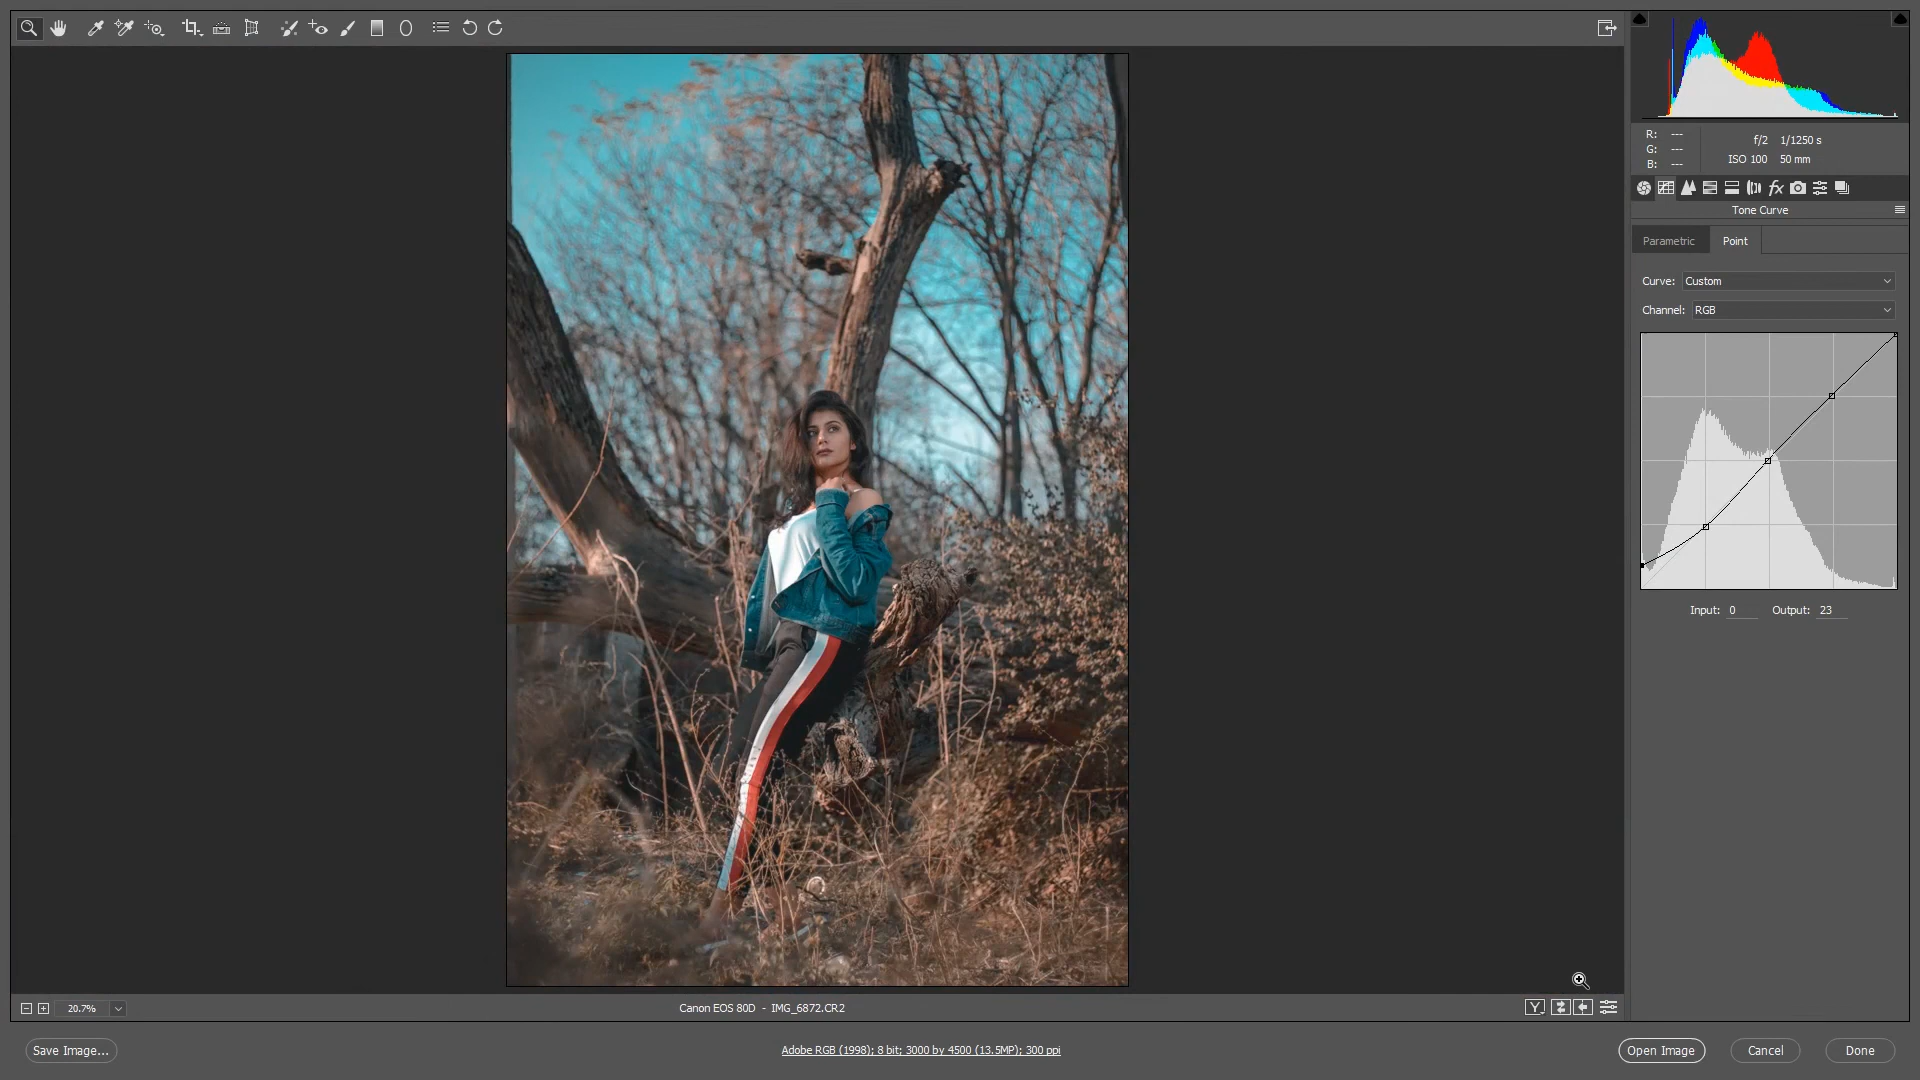 R: ---
G: ---
B: ---
f/2 1/1250 s
ISO 100 50 mm
fx
Tone Curve
Parametric Point
Curve: Custom
Channel: RGB
Input: 0 Output: 23
20.7%
Canon EOS 80D - IMG_6872.CR2
Y
Save Image...
Adobe RGB (1998); 8 bit; 3000 by 4500 (13.5MP); 300 ppi
Open Image Cancel Done